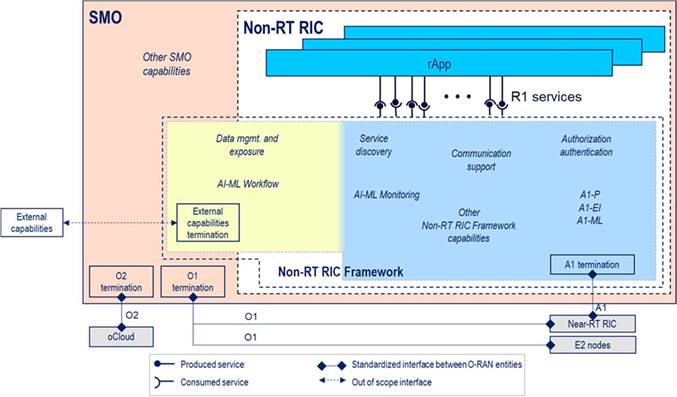 SMO
Non-RT RIC
Other SMO
capabilities
rApp
R1 services
Data mgmt. and
exposure
Service
discovery
Communication
support
Authorization
authentication
AI-ML Workflow
AI-ML Monitoring
A1-P
A1-EI
A1-ML
External
capabilities
External
capabilities
termination
Other
Non-RT RIC Framework
capabilities
Non-RT RIC Framework
A1 termination
O2
termination
O1
termination
O2
O1
A1
oCloud
Near-RT RIC
O1
E2 nodes
Produced service
Standardized interface between O-RAN entities
Consumed service
Out of scope interface